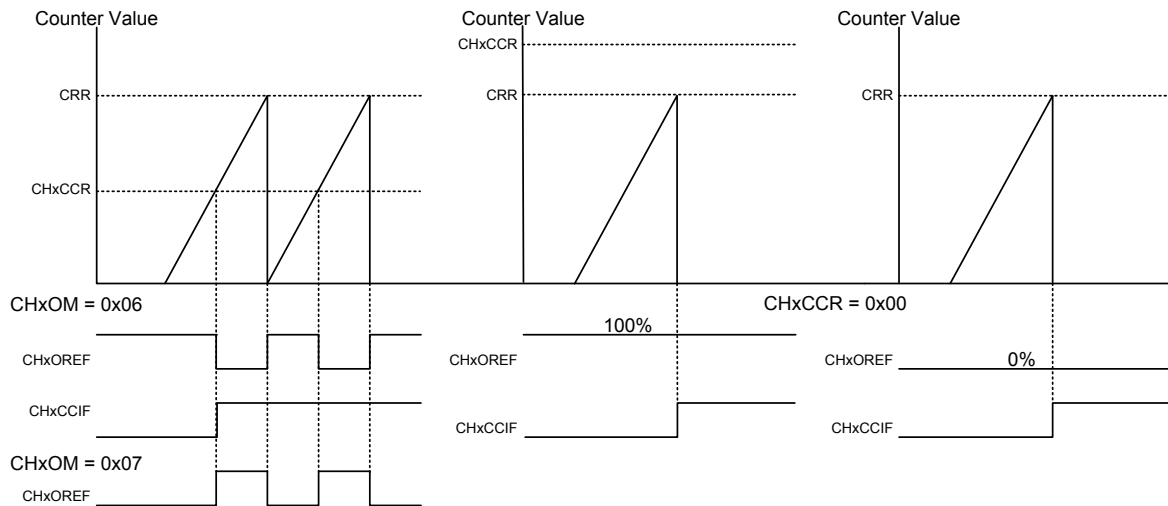 Counter Value
CRR
CHxCCR
CHxOM = 0x06
CHxOREF
CHxCCIF
CHxOM = 0x07
CHxOREF
Counter Value
CHxCCR
CRR
100%
CHxOREF
CHxCCIF
Counter Value
CRR
CHxCCR = 0x00
CHxOREF
0%
CHxCCIF